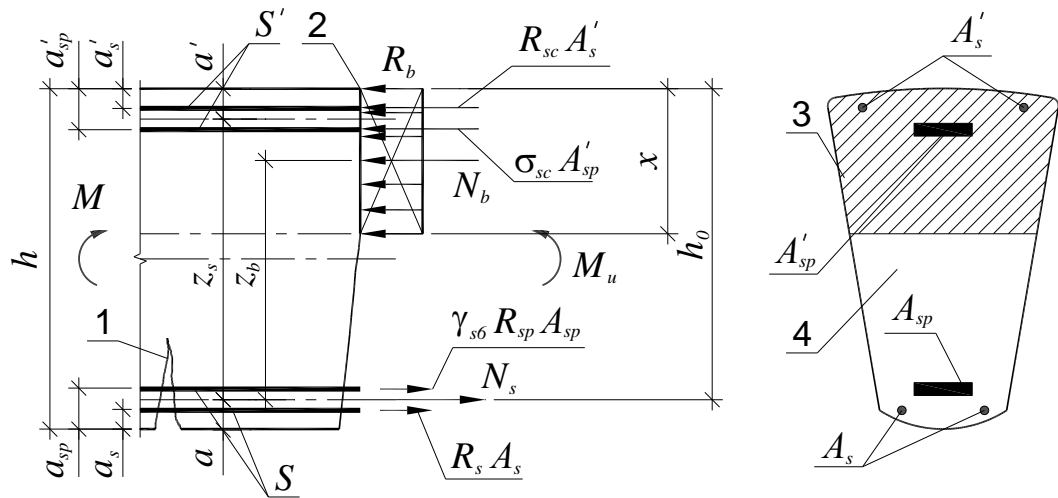 a'sp
a's
a'
S'
2
Rb
Rsc A's
σsc A'sp
Nb
x
M
h
zs
zb
Mu
h0
1
γs6 Rsp Asp
Ns
Rs As
asp
as
a
S
A's
3
A'sp
4
Asp
As